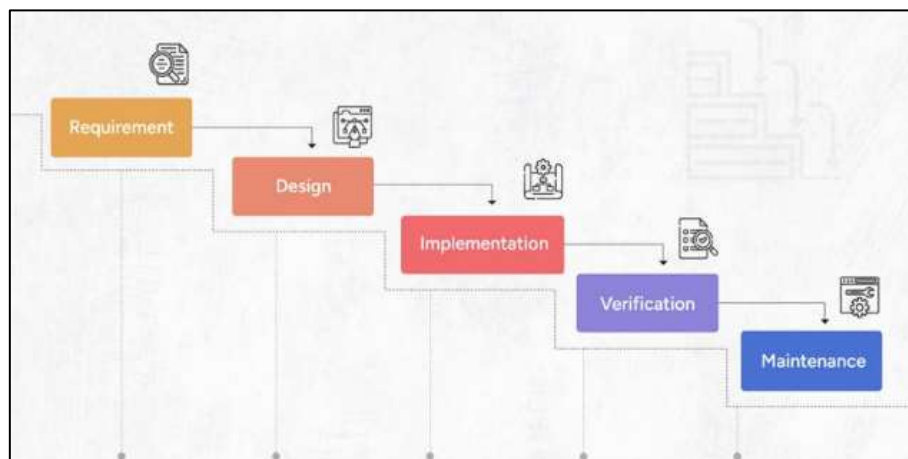 Requirement
Design
Implementation
Verification
Maintenance